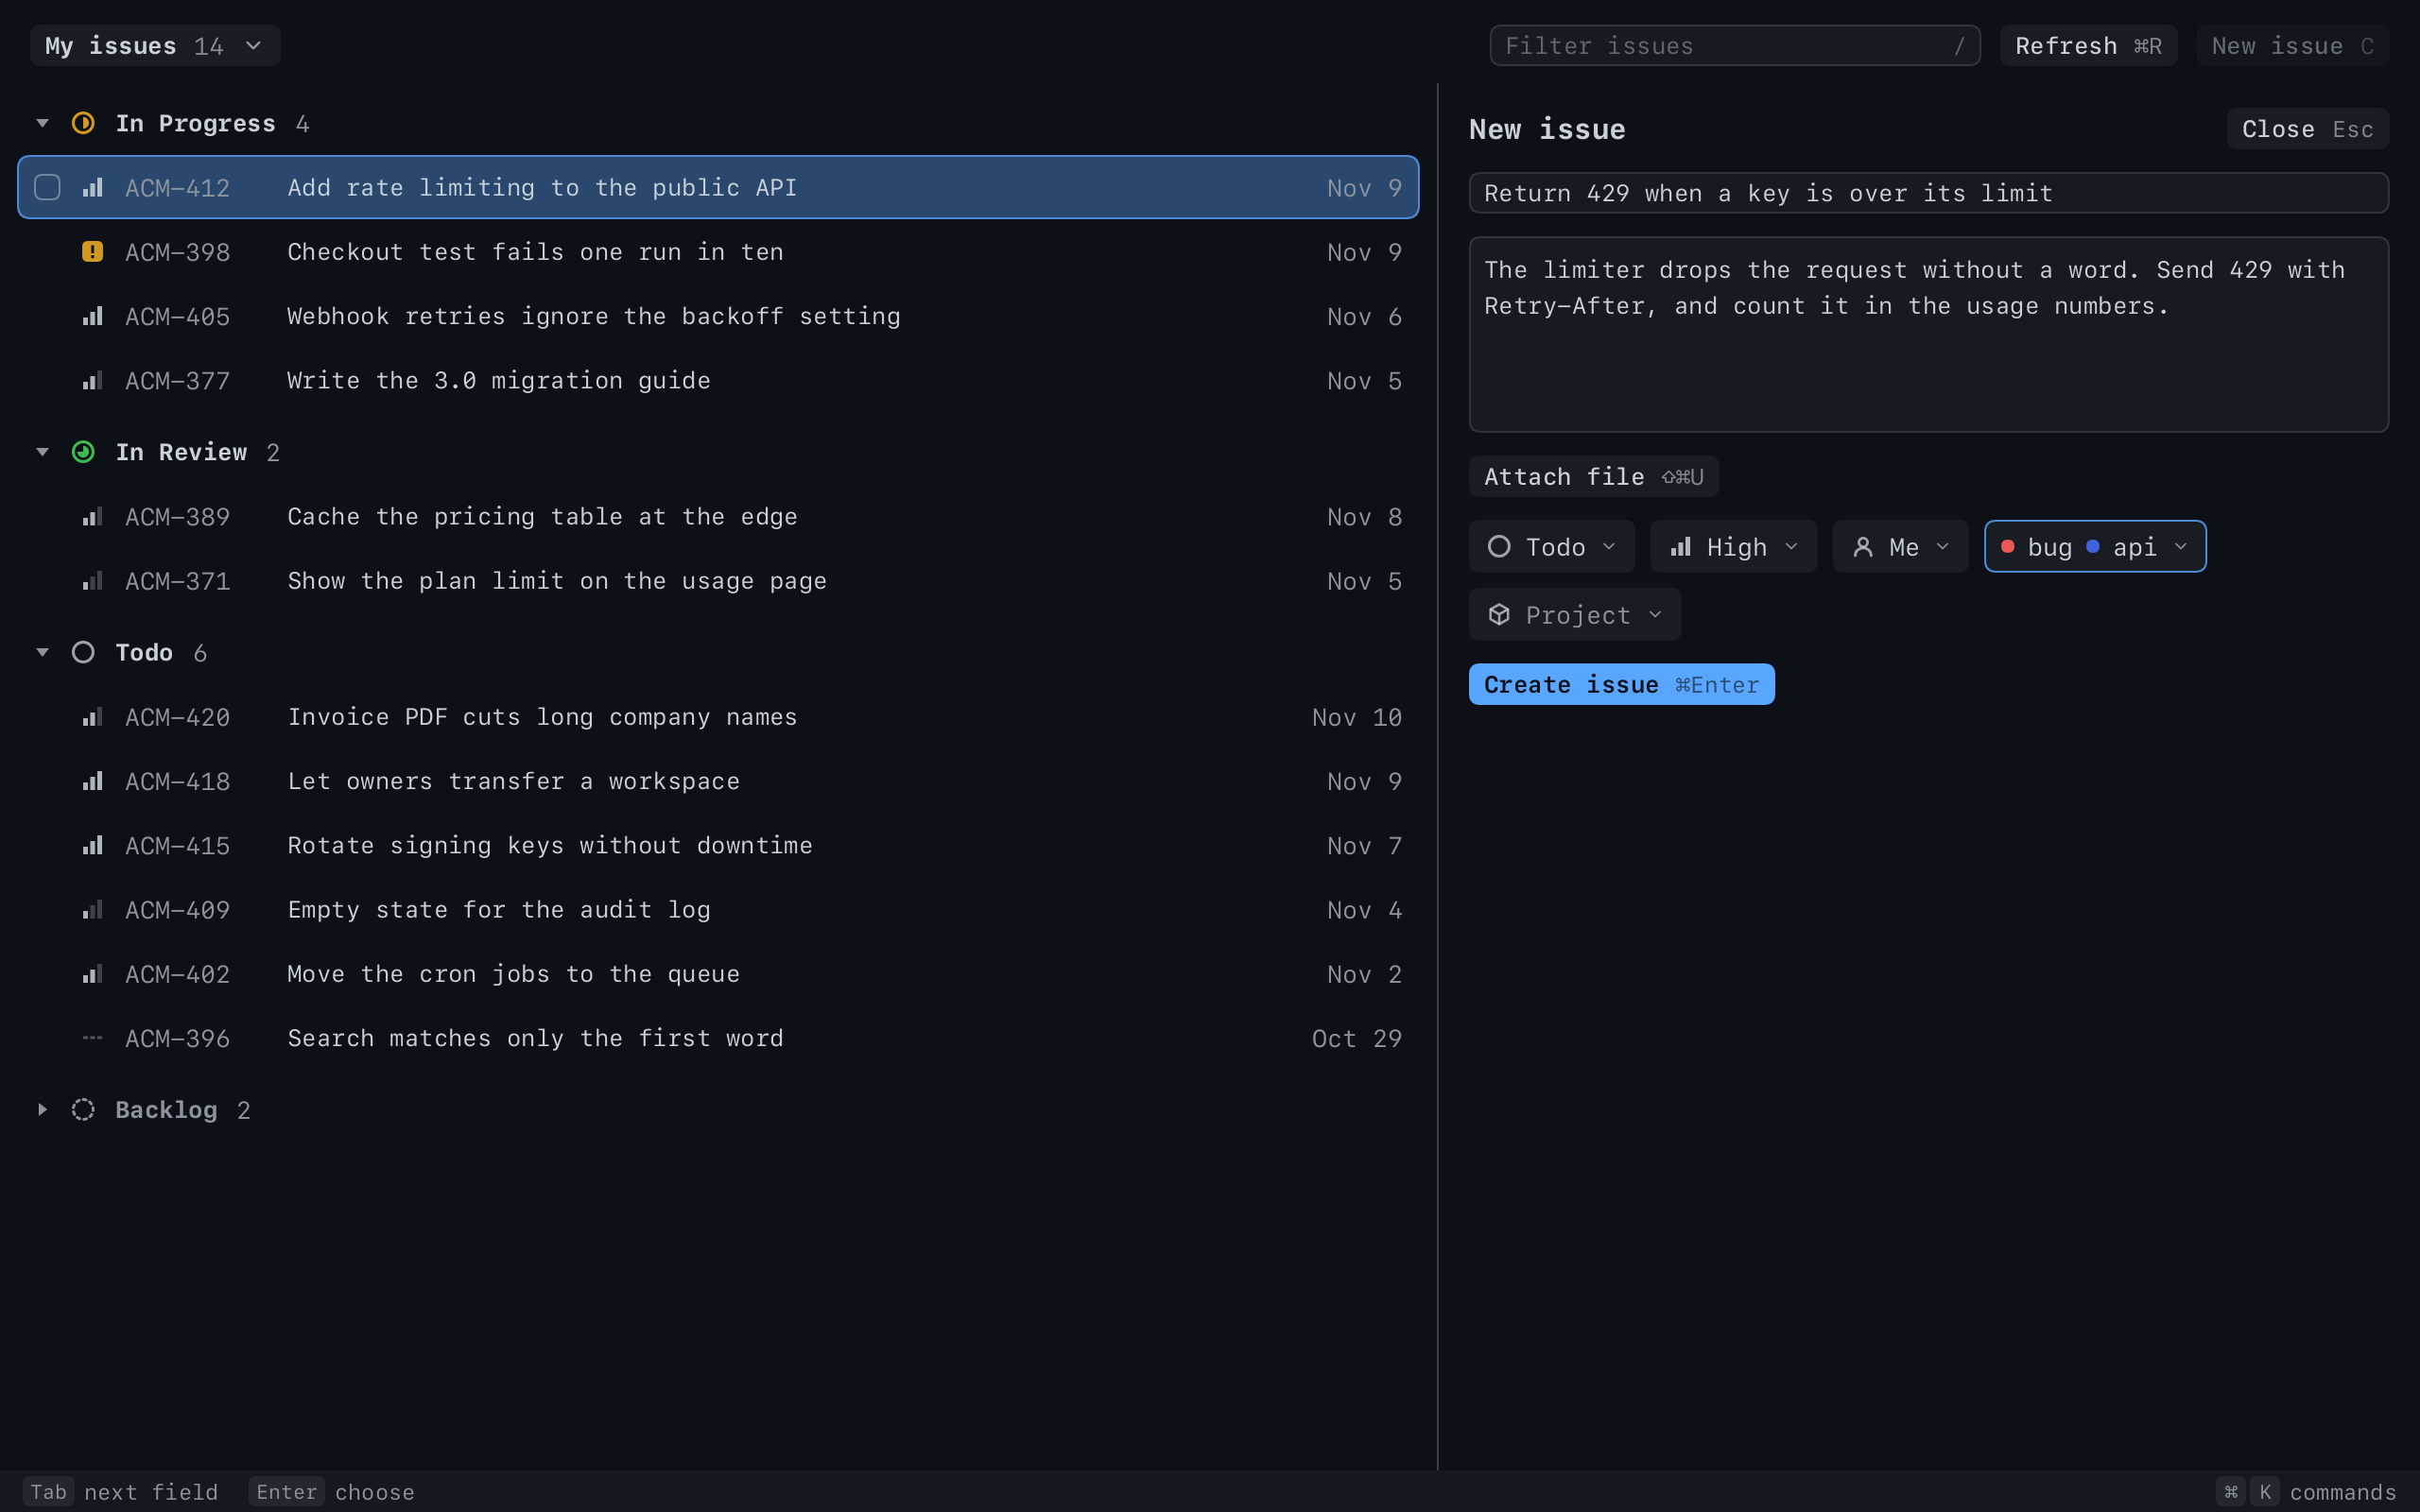 My issues 14
Filter issues /
Refresh ⌘R
New issue C
In Progress 4
ACM-412 Add rate limiting to the public API Nov 9
ACM-398 Checkout test fails one run in ten Nov 9
ACM-405 Webhook retries ignore the backoff setting Nov 6
ACM-377 Write the 3.0 migration guide Nov 5
In Review 2
ACM-389 Cache the pricing table at the edge Nov 8
ACM-371 Show the plan limit on the usage page Nov 5
Todo 6
ACM-420 Invoice PDF cuts long company names Nov 10
ACM-418 Let owners transfer a workspace Nov 9
ACM-415 Rotate signing keys without downtime Nov 7
ACM-409 Empty state for the audit log Nov 4
ACM-402 Move the cron jobs to the queue Nov 2
ACM-396 Search matches only the first word Oct 29
Backlog 2
New issue
Close Esc
Return 429 when a key is over its limit
The limiter drops the request without a word. Send 429 with
Retry-After, and count it in the usage numbers.
Attach file ⇧⌘U
Todo High Me bug api
Project
Create issue ⌘Enter
Tab next field Enter choose
⌘ K commands